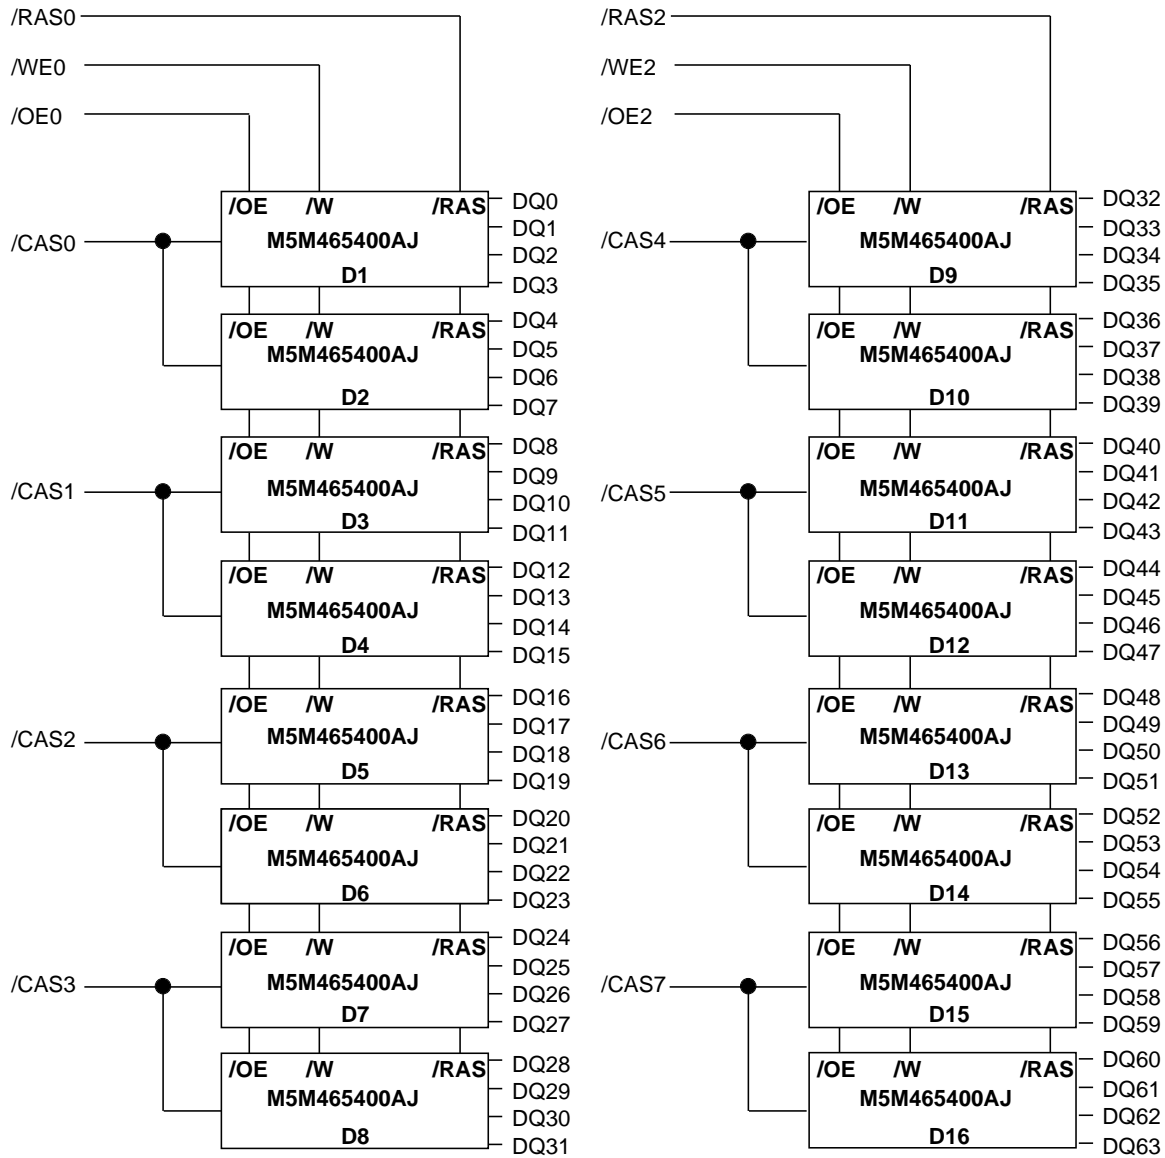 /RAS0
/WE0
/OE0
/CAS0
/OE /W /RAS
M5M465400AJ
D1
DQ0
DQ1
DQ2
DQ3
/OE /W /RAS
M5M465400AJ
D2
DQ4
DQ5
DQ6
DQ7
/CAS1
/OE /W /RAS
M5M465400AJ
D3
DQ8
DQ9
DQ10
DQ11
/OE /W /RAS
M5M465400AJ
D4
DQ12
DQ13
DQ14
DQ15
/CAS2
/OE /W /RAS
M5M465400AJ
D5
DQ16
DQ17
DQ18
DQ19
/OE /W /RAS
M5M465400AJ
D6
DQ20
DQ21
DQ22
DQ23
/CAS3
/OE /W /RAS
M5M465400AJ
D7
DQ24
DQ25
DQ26
DQ27
/OE /W /RAS
M5M465400AJ
D8
DQ28
DQ29
DQ30
DQ31
/RAS2
/WE2
/OE2
/CAS4
/OE /W /RAS
M5M465400AJ
D9
DQ32
DQ33
DQ34
DQ35
/OE /W /RAS
M5M465400AJ
D10
DQ36
DQ37
DQ38
DQ39
/CAS5
/OE /W /RAS
M5M465400AJ
D11
DQ40
DQ41
DQ42
DQ43
/OE /W /RAS
M5M465400AJ
D12
DQ44
DQ45
DQ46
DQ47
/CAS6
/OE /W /RAS
M5M465400AJ
D13
DQ48
DQ49
DQ50
DQ51
/OE /W /RAS
M5M465400AJ
D14
DQ52
DQ53
DQ54
DQ55
/CAS7
/OE /W /RAS
M5M465400AJ
D15
DQ56
DQ57
DQ58
DQ59
/OE /W /RAS
M5M465400AJ
D16
DQ60
DQ61
DQ62
DQ63